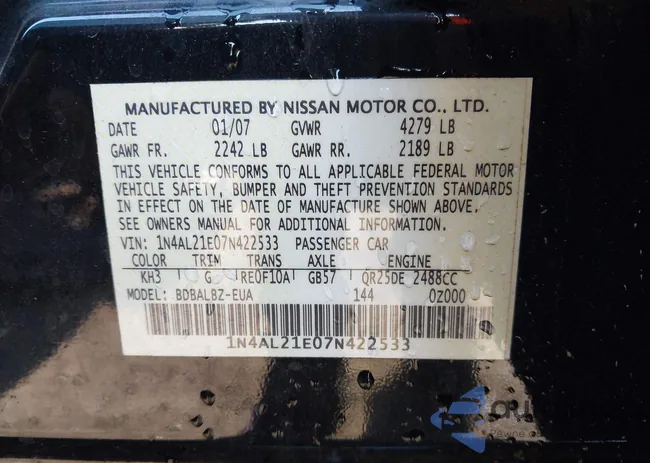 MANUFACTURED BY NISSAN MOTOR CO., LTD.
DATE 01/07 GVWR 4279 LB
GAWR FR. 2242 LB GAWR RR. 2189 LB
THIS VEHICLE CONFORMS TO ALL APPLICABLE FEDERAL MOTOR
VEHICLE SAFETY, BUMPER AND THEFT PREVENTION STANDARDS
IN EFFECT ON THE DATE OF MANUFACTURE SHOWN ABOVE.
SEE OWNERS MANUAL FOR ADDITIONAL INFORMATION.
VIN: 1N4AL21E07N422533 PASSENGER CAR
COLOR TRIM TRANS AXLE ENGINE
KH3 G RE0F10A GB57 QR25DE 2488CC
MODEL: BDBALBZ-EUA 144 0Z000
1N4AL21E07N422533